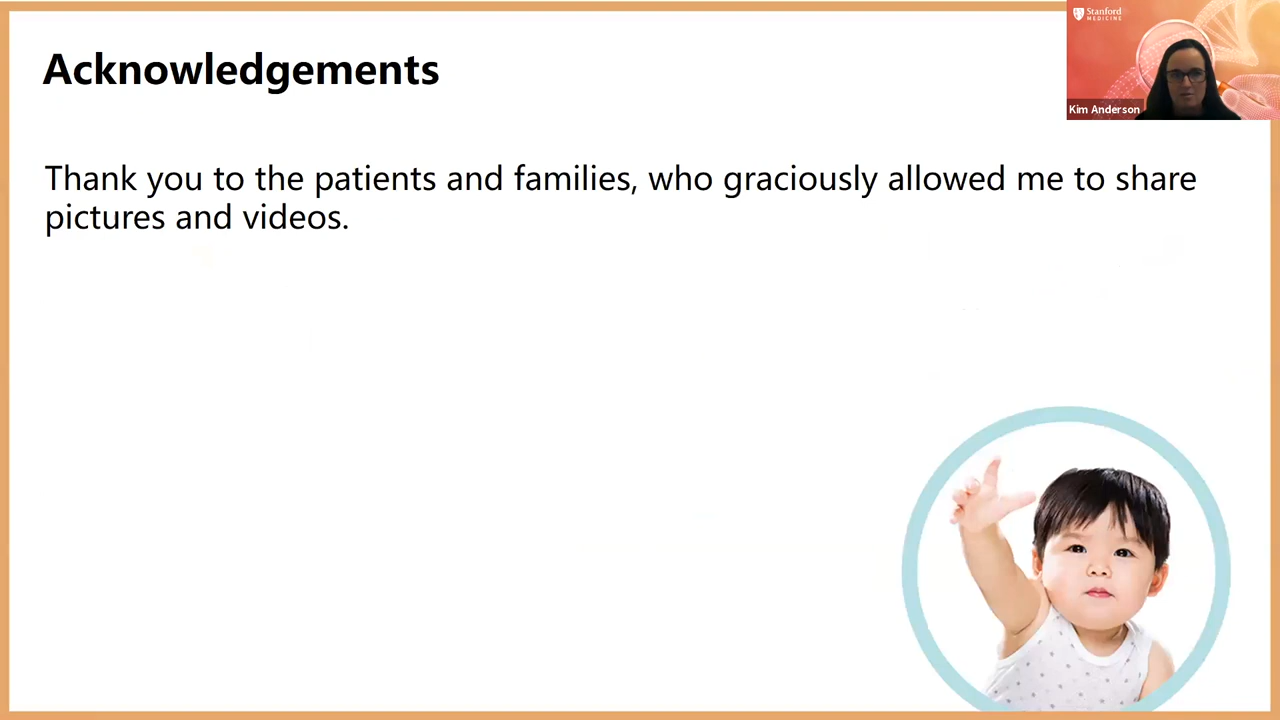 Acknowledgements
Stanford
MEDICINE
Kim Anderson
Thank you to the patients and families, who graciously allowed me to share
pictures and videos.